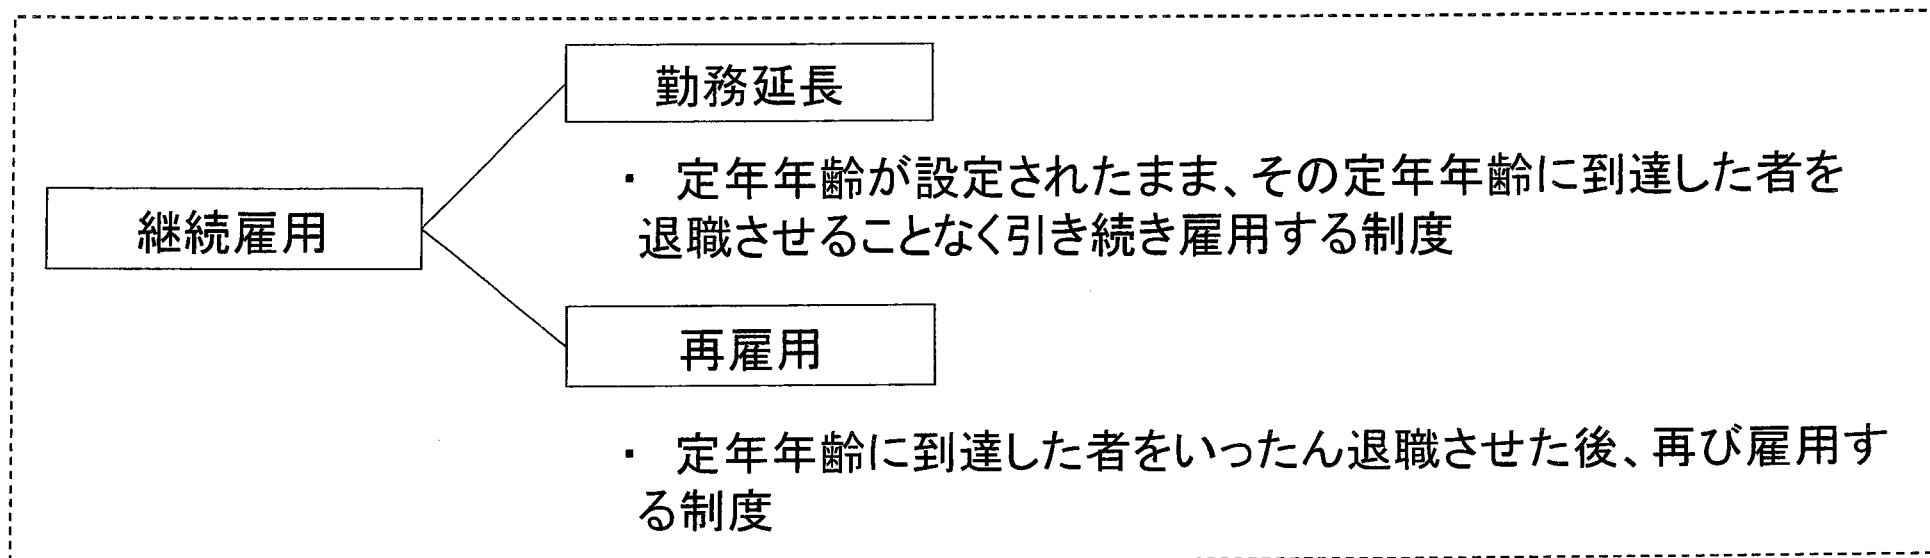 勤務延長
・ 定年年齢が設定されたまま、その定年年齢に到達した者を
退職させることなく引き続き雇用する制度
継続雇用
再雇用
・ 定年年齢に到達した者をいったん退職させた後、再び雇用す
る制度